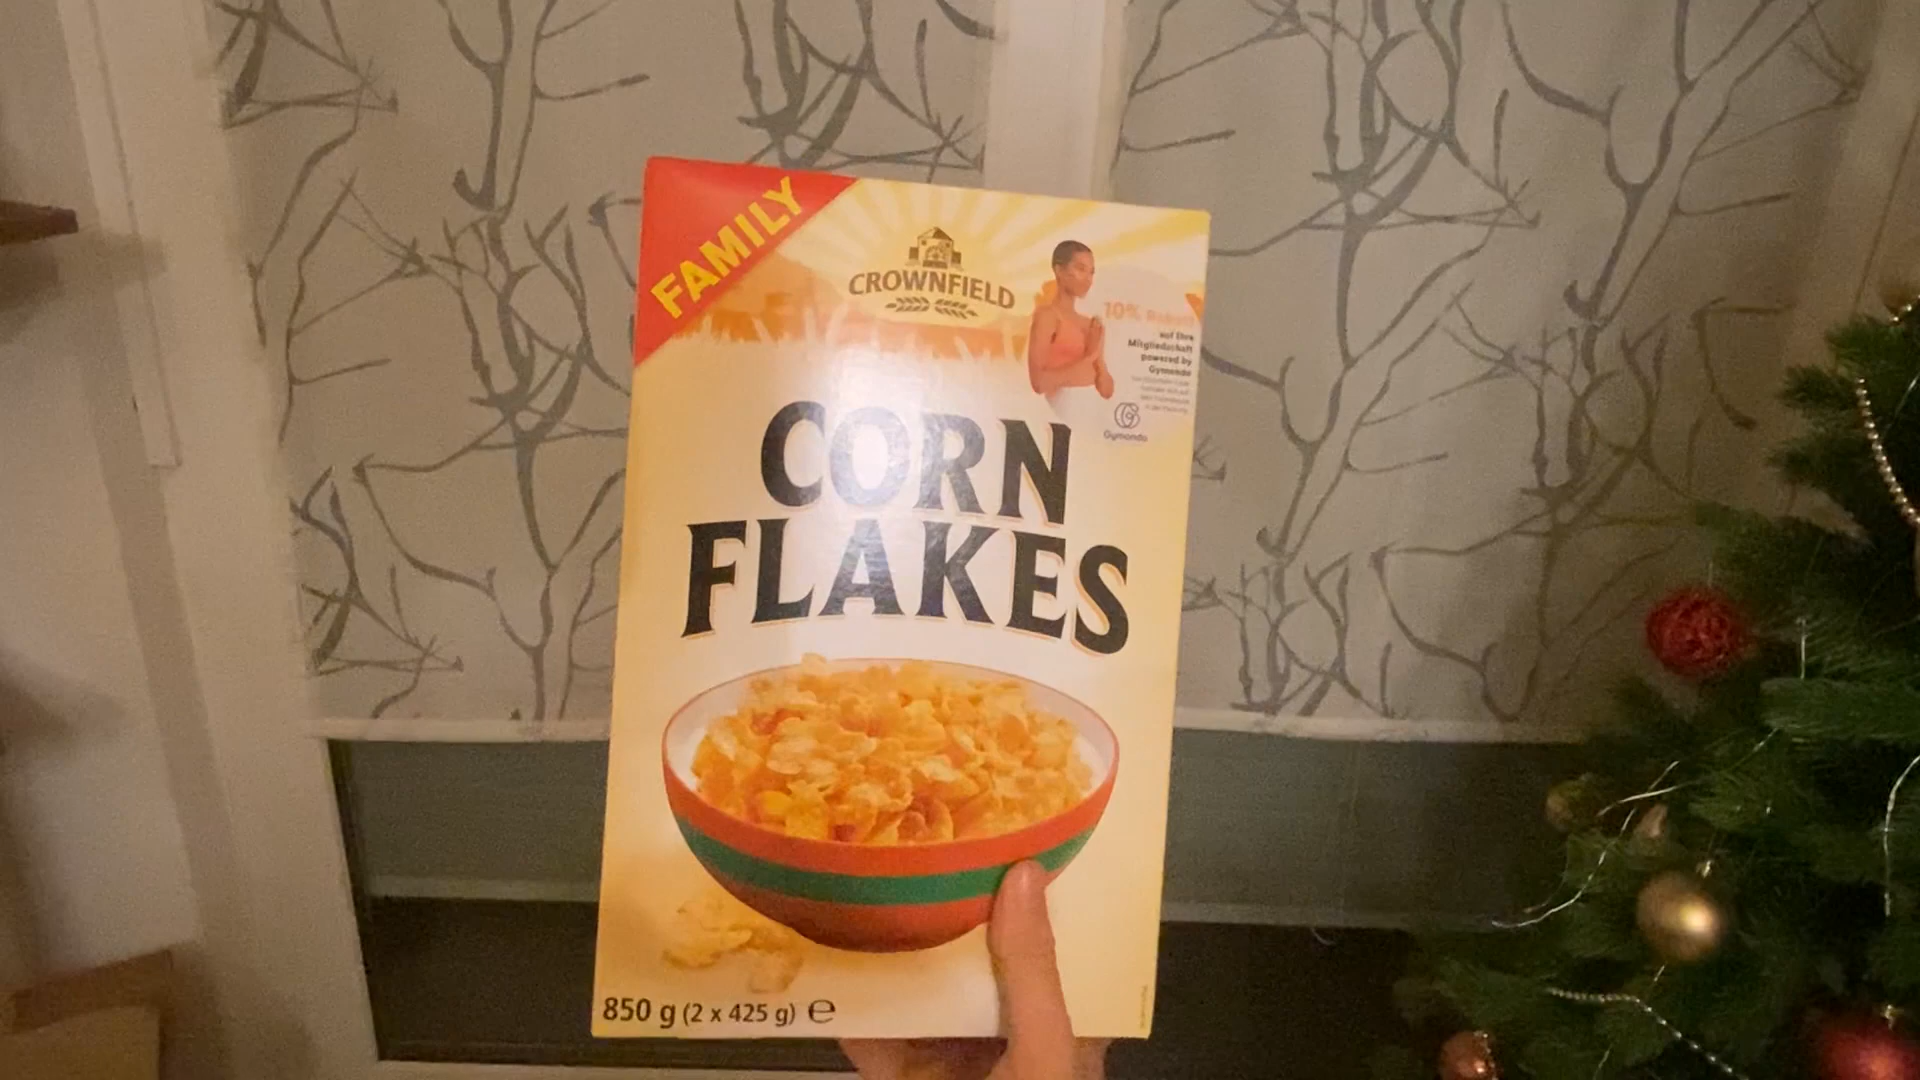 FAMILY
CROWNFIELD
10% Rabatt
auf Ihre
Mitgliedschaft
powered by
Gymondo
Gymondo
CORN
FLAKES
850 g (2 x 425 g) e